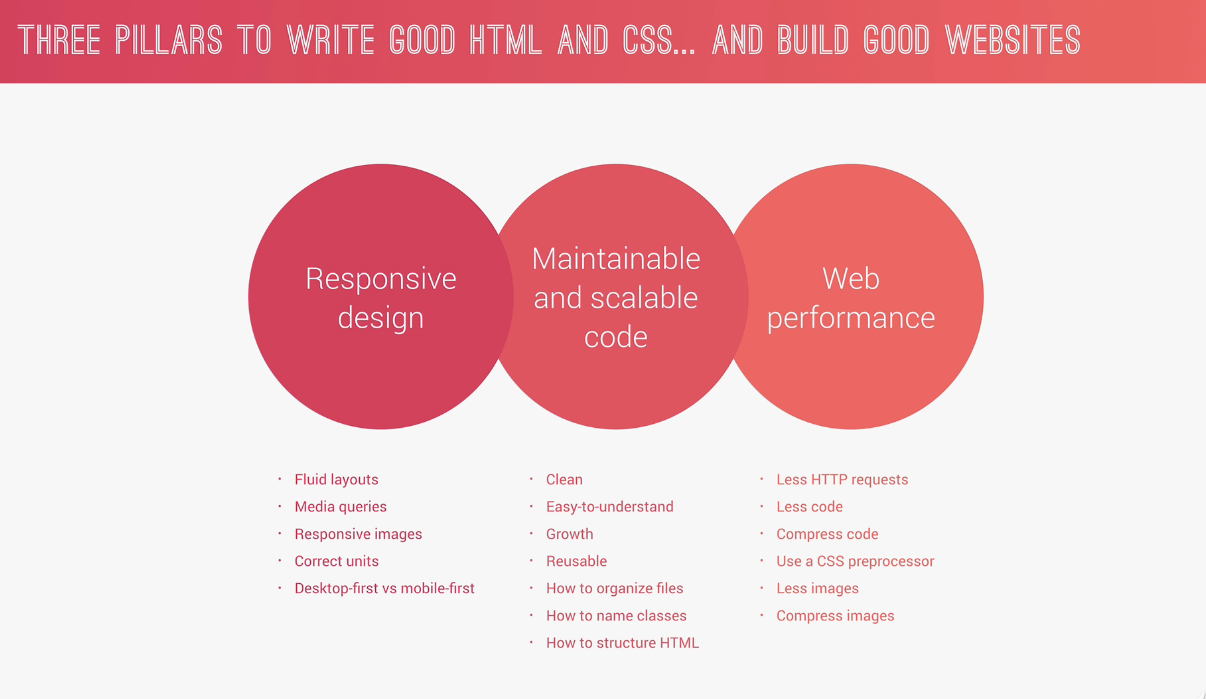 THREE PILLARS TO WRITE GOOD HTML AND CSS... AND BUILD GOOD WEBSITES
Responsive
design
Maintainable
and scalable
code
Web
performance
· Fluid layouts
· Media queries
· Responsive images
· Correct units
· Desktop-first vs mobile-first
· Clean
· Easy-to-understand
· Growth
· Reusable
· How to organize files
· How to name classes
· How to structure HTML
· Less HTTP requests
· Less code
· Compress code
· Use a CSS preprocessor
· Less images
· Compress images